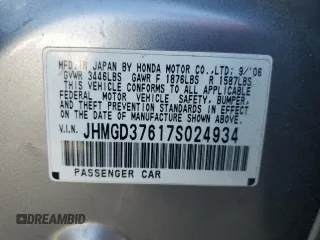 MFD. IN JAPAN BY HONDA MOTOR CO., LTD: 9/'06
GVWR 3446LBS GAWR F 1876LBS R 1587LBS
THIS VEHICLE CONFORMS TO ALL APPLICABLE
FEDERAL MOTOR VEHICLE SAFETY, BUMPER,
AND THEFT PREVENTION STANDARDS IN EFFECT
ON THE DATE OF MANUFACTURE SHOWN ABOVE.
V.I.N. JHMGD37617S024934
PASSENGER CAR
DREAMBID